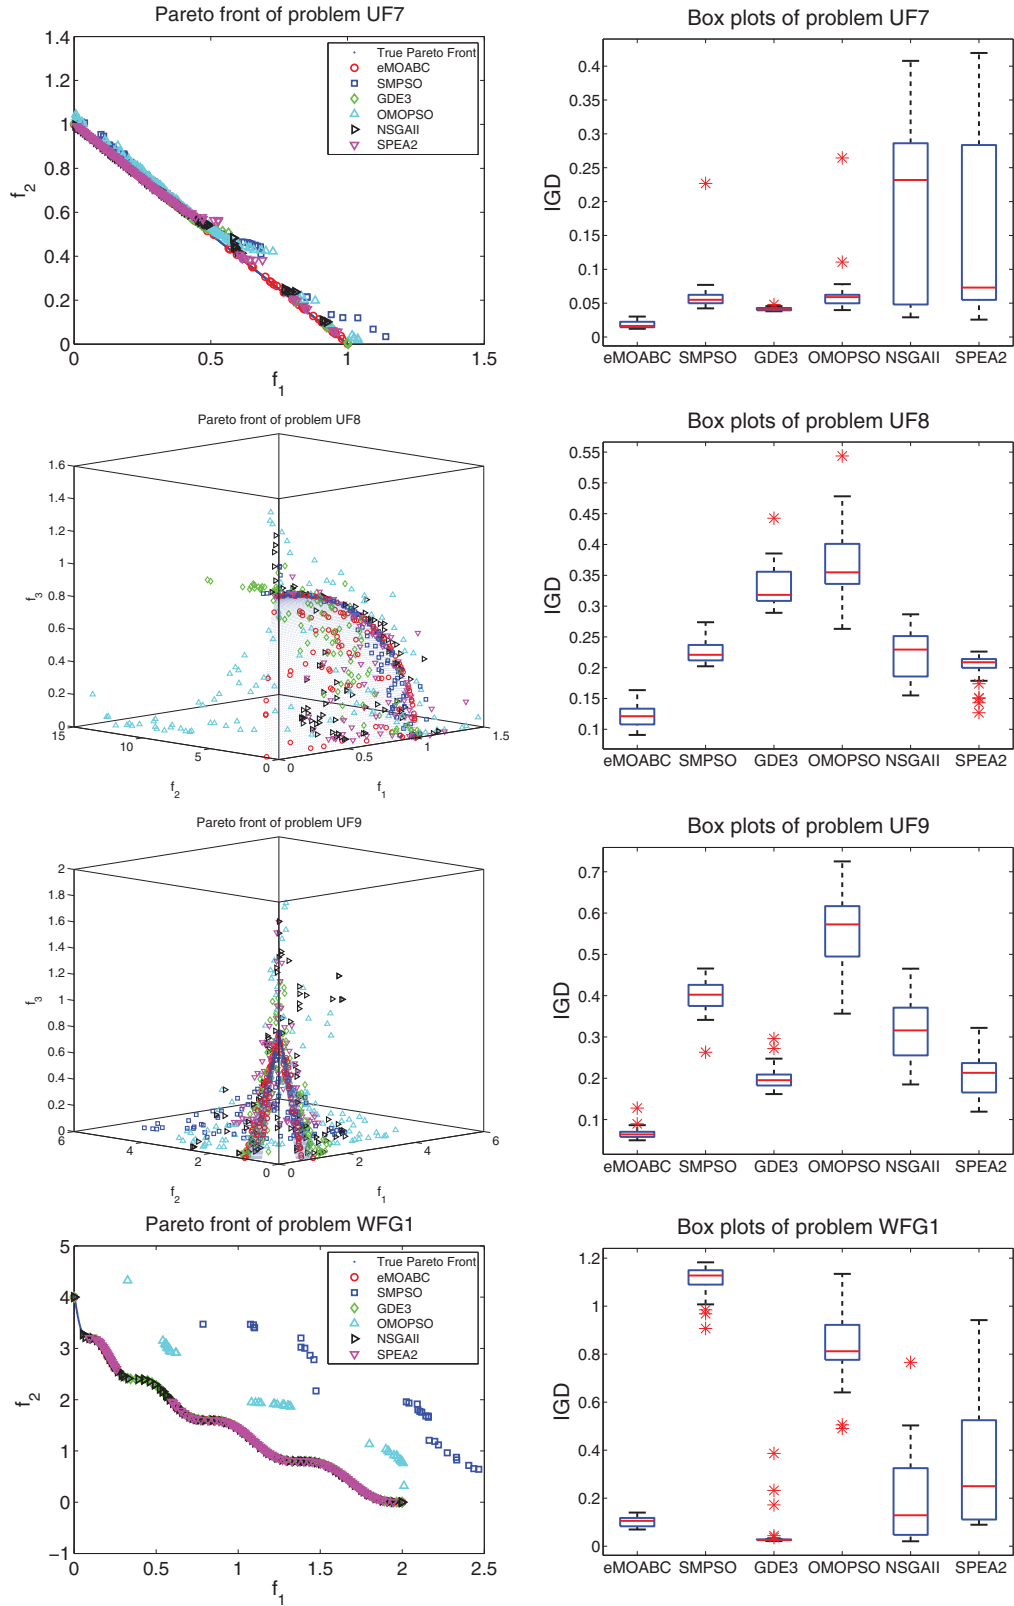 Pareto front of problem UF7
1.4
1.2
1
0.8
0.6
0.4
0.2
0
f2
0
0.5
1
1.5
f1
True Pareto Front
eMOABC
SMPSO
GDE3
OMOPSO
NSGAII
SPEA2
Box plots of problem UF7
0.4
0.35
0.3
0.25
0.2
0.15
0.1
0.05
0
IGD
eMOABC SMPSO GDE3 OMOPSO NSGAII SPEA2
Pareto front of problem UF8
1.6
1.4
1.2
1
0.8
0.6
0.4
0.2
0
f3
15
10
5
0
f2
0
0.5
1
1.5
f1
Box plots of problem UF8
0.55
0.5
0.45
0.4
0.35
0.3
0.25
0.2
0.15
0.1
IGD
eMOABC SMPSO GDE3 OMOPSO NSGAII SPEA2
Pareto front of problem UF9
2
1.8
1.6
1.4
1.2
1
0.8
0.6
0.4
0.2
0
f3
6
4
2
0
f2
0
2
4
6
f1
Box plots of problem UF9
0.7
0.6
0.5
0.4
0.3
0.2
0.1
IGD
eMOABC SMPSO GDE3 OMOPSO NSGAII SPEA2
Pareto front of problem WFG1
5
4
3
2
1
0
−1
f2
0
0.5
1
1.5
2
2.5
f1
True Pareto Front
eMOABC
SMPSO
GDE3
OMOPSO
NSGAII
SPEA2
Box plots of problem WFG1
1.2
1
0.8
0.6
0.4
0.2
0
IGD
eMOABC SMPSO GDE3 OMOPSO NSGAII SPEA2